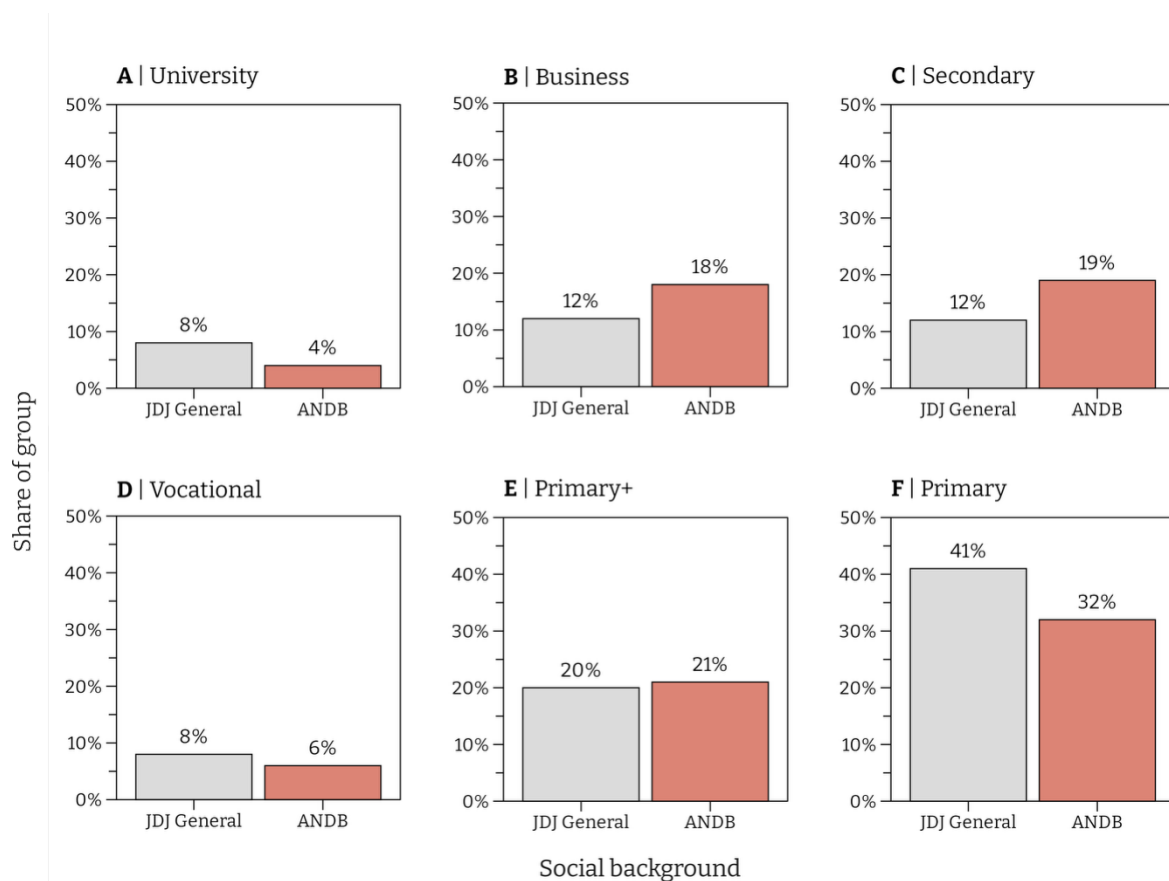 A | University
50%
40%
30%
20%
10%
0%
8%
4%
JDJ General
ANDB
B | Business
50%
40%
30%
20%
10%
0%
12%
18%
JDJ General
ANDB
C | Secondary
50%
40%
30%
20%
10%
0%
12%
19%
JDJ General
ANDB
D | Vocational
50%
40%
30%
20%
10%
0%
8%
6%
JDJ General
ANDB
E | Primary+
50%
40%
30%
20%
10%
0%
20%
21%
JDJ General
ANDB
F | Primary
50%
40%
30%
20%
10%
0%
41%
32%
JDJ General
ANDB
Share of group
Social background